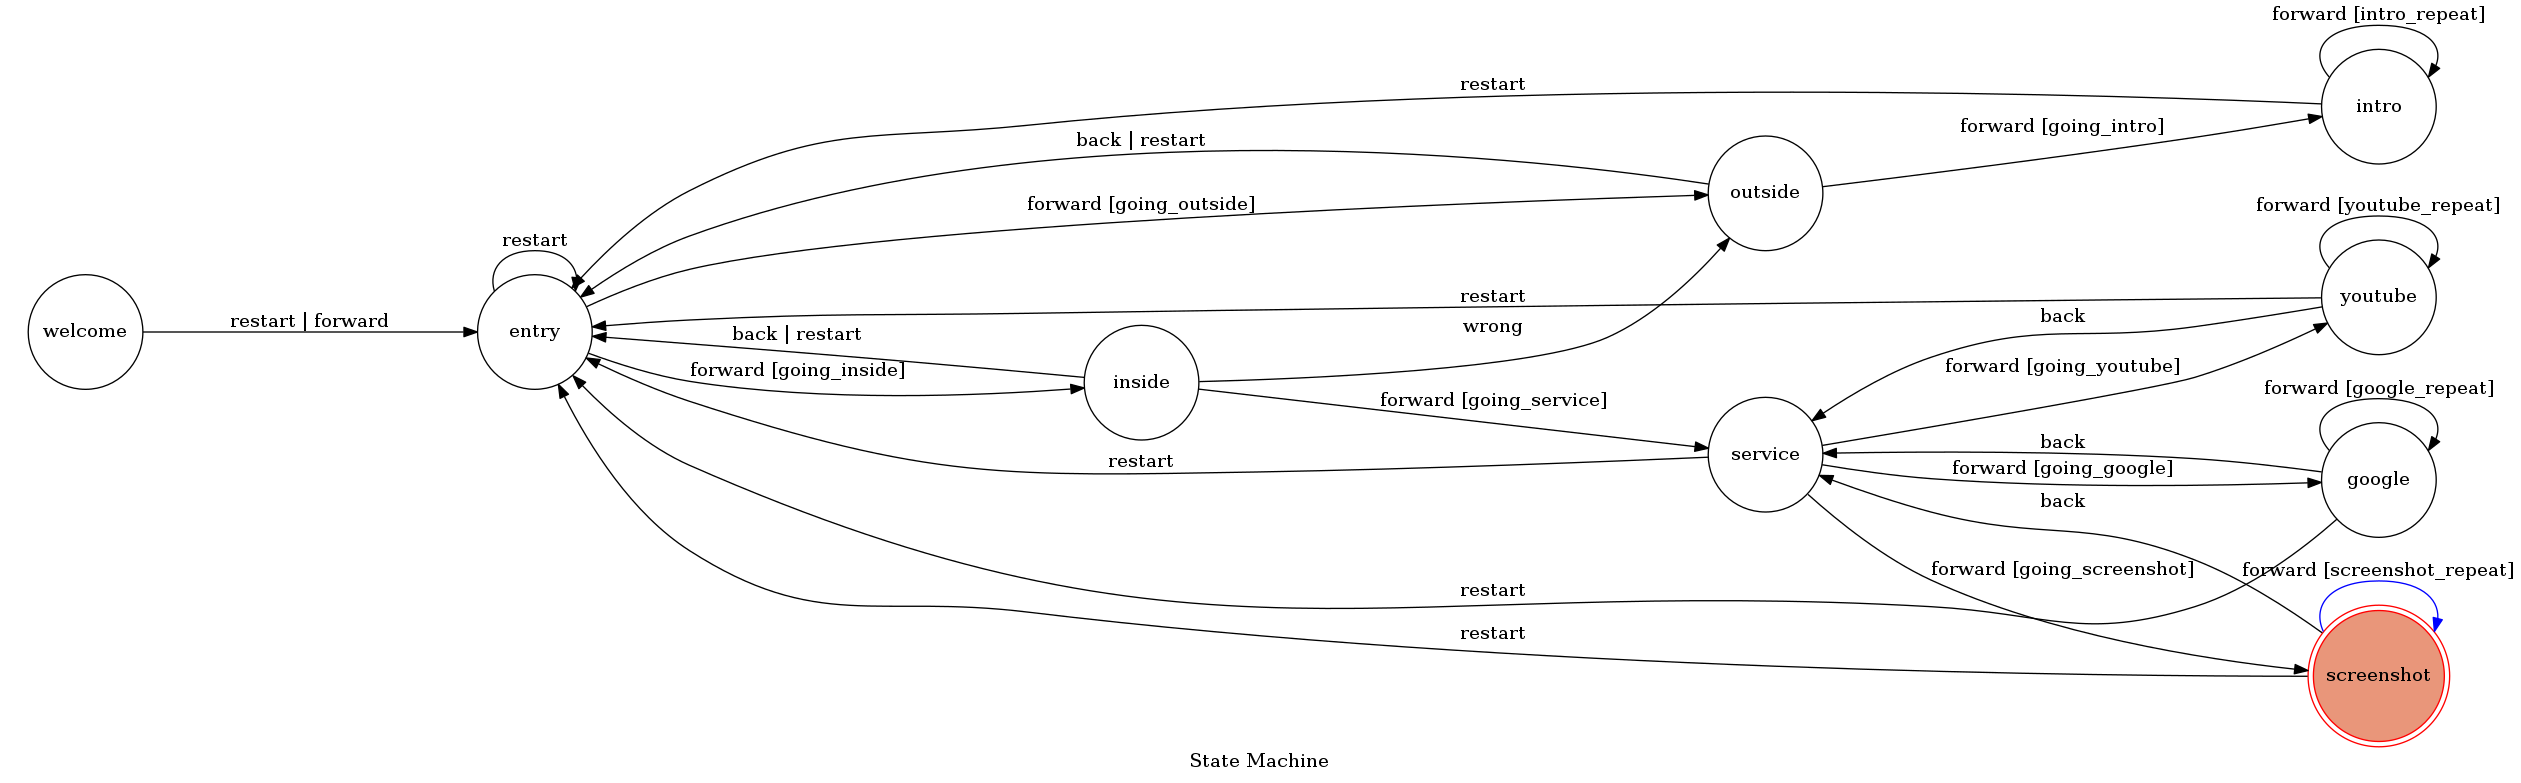 forward [intro_repeat]
restart
intro
forward [going_intro]
back | restart
outside
forward [going_outside]
forward [youtube_repeat]
restart
restart
youtube
back
welcome
restart | forward
entry
wrong
back | restart
forward [going_inside]
inside
forward [going_youtube]
forward [google_repeat]
forward [going_service]
service
back
restart
forward [going_google]
google
back
forward [going_screenshot]
forward [screenshot_repeat]
restart
restart
screenshot
State Machine